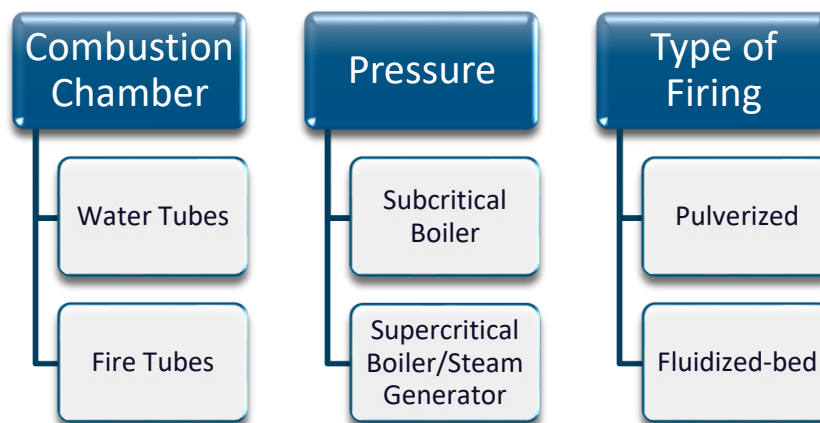 Combustion
Chamber
Water Tubes
Fire Tubes
Pressure
Subcritical
Boiler
Supercritical
Boiler/Steam
Generator
Type of
Firing
Pulverized
Fluidized-bed